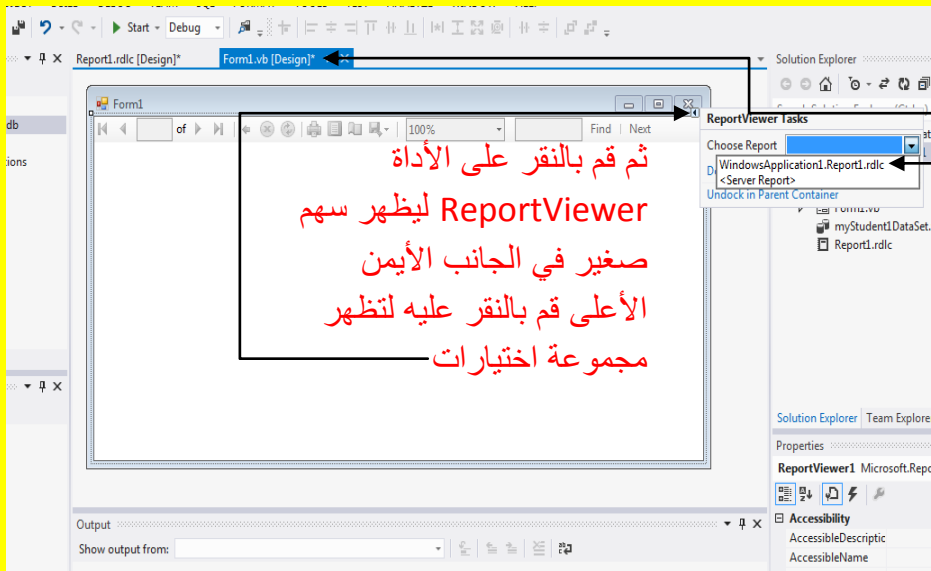 Start
Debug
Report1.rdlc [Design]*
Form1.vb [Design]*
Solution Explorer
Form1
db
of
100%
Find | Next
ReportViewer Tasks
Choose Report
ions
WindowsApplication1.Report1.rdlc
<Server Report>
Undock in Parent Container
Form1.vb
myStudent1DataSet.
Report1.rdlc
ثم قم بالنقر على الأداة
ReportViewer ليظهر سهم
صغير في الجانب الأيمن
الأعلى قم بالنقر عليه لتظهر
مجموعة اختيارات
Solution Explorer
Team Explore
Properties
ReportViewer1 Microsoft.Repo
Accessibility
AccessibleDescriptic
AccessibleName
Output
Show output from: